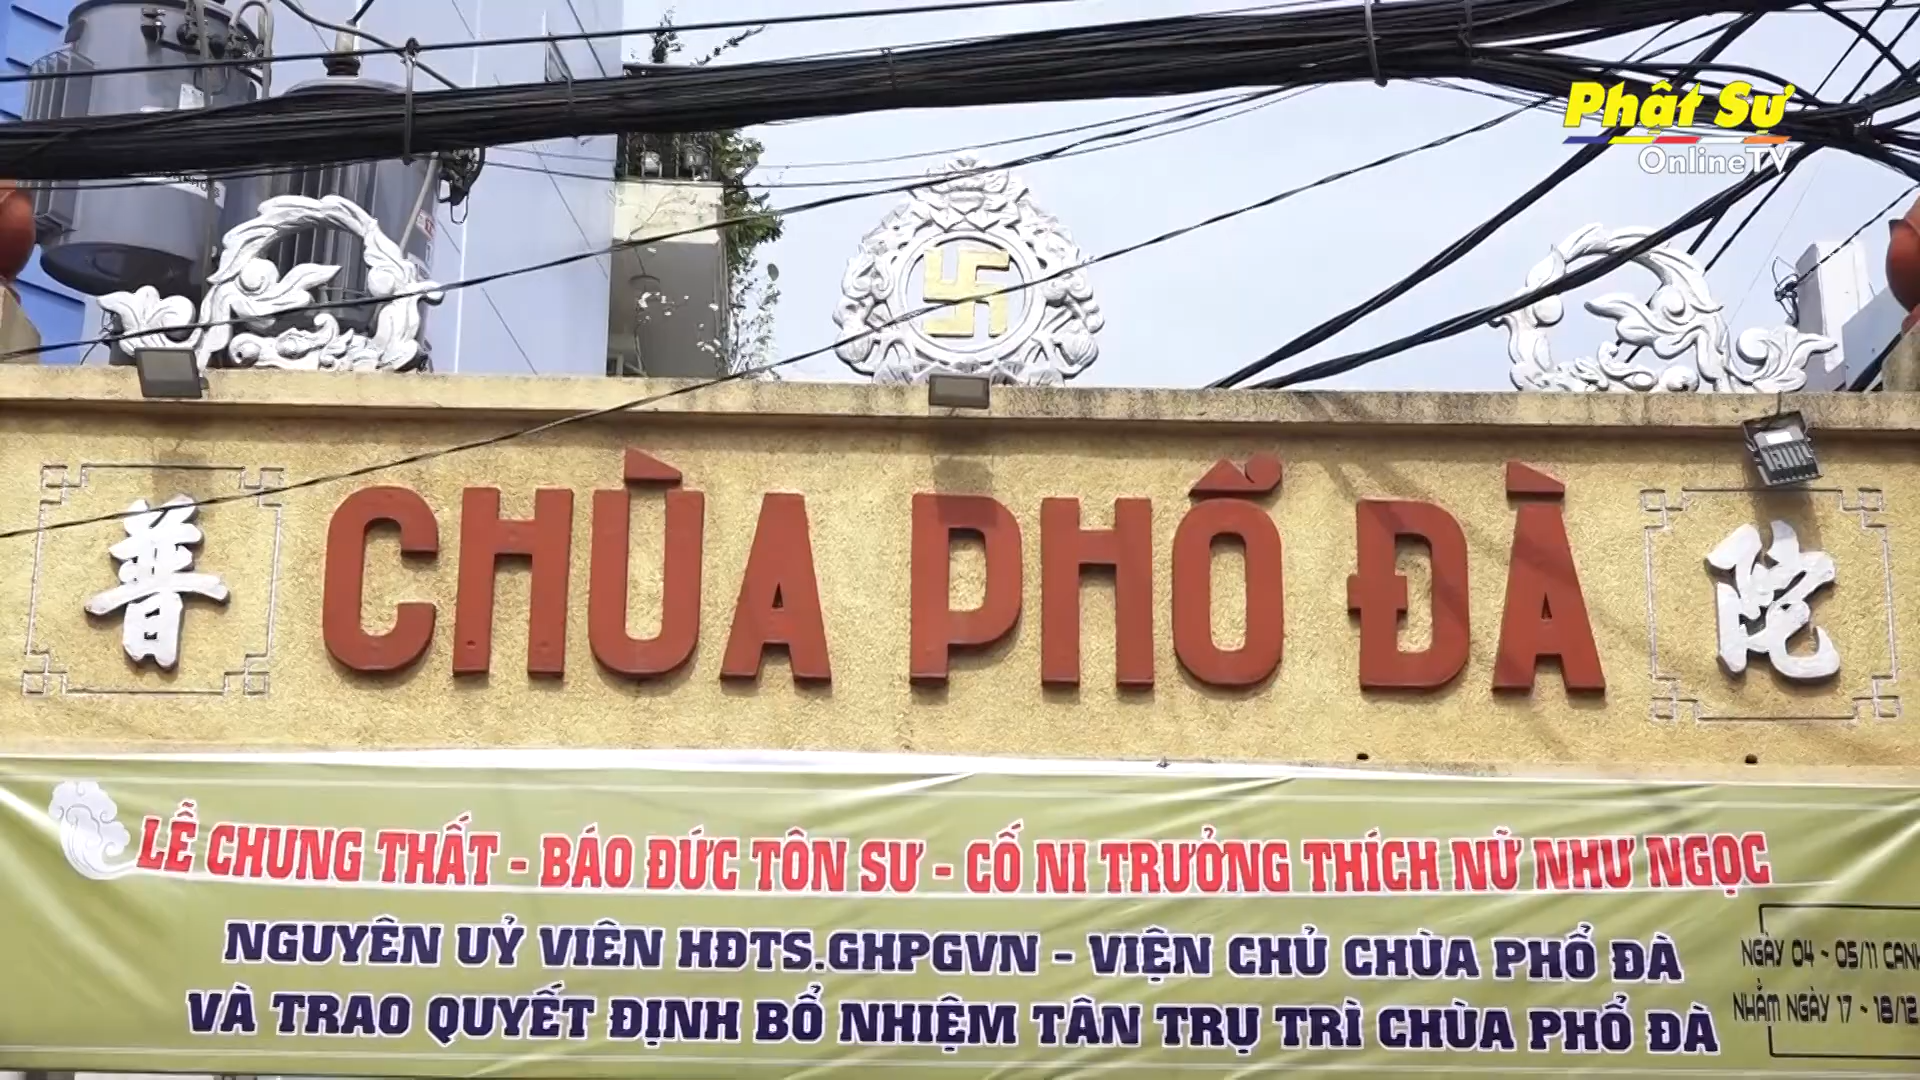 Phật Sự
OnlineTV
普 CHÙA PHỔ ĐÀ 陀
LỄ CHUNG THẤT - BÁO ĐỨC TÔN SƯ - CỐ NI TRƯỞNG THÍCH NỮ NHƯ NGỌC
NGUYÊN UỶ VIÊN HĐTS.GHPGVN - VIỆN CHỦ CHÙA PHỔ ĐÀ
VÀ TRAO QUYẾT ĐỊNH BỔ NHIỆM TÂN TRỤ TRÌ CHÙA PHỔ ĐÀ
NGÀY 04 - 05/11 CANH
NHẰM NGÀY 17 - 18/12